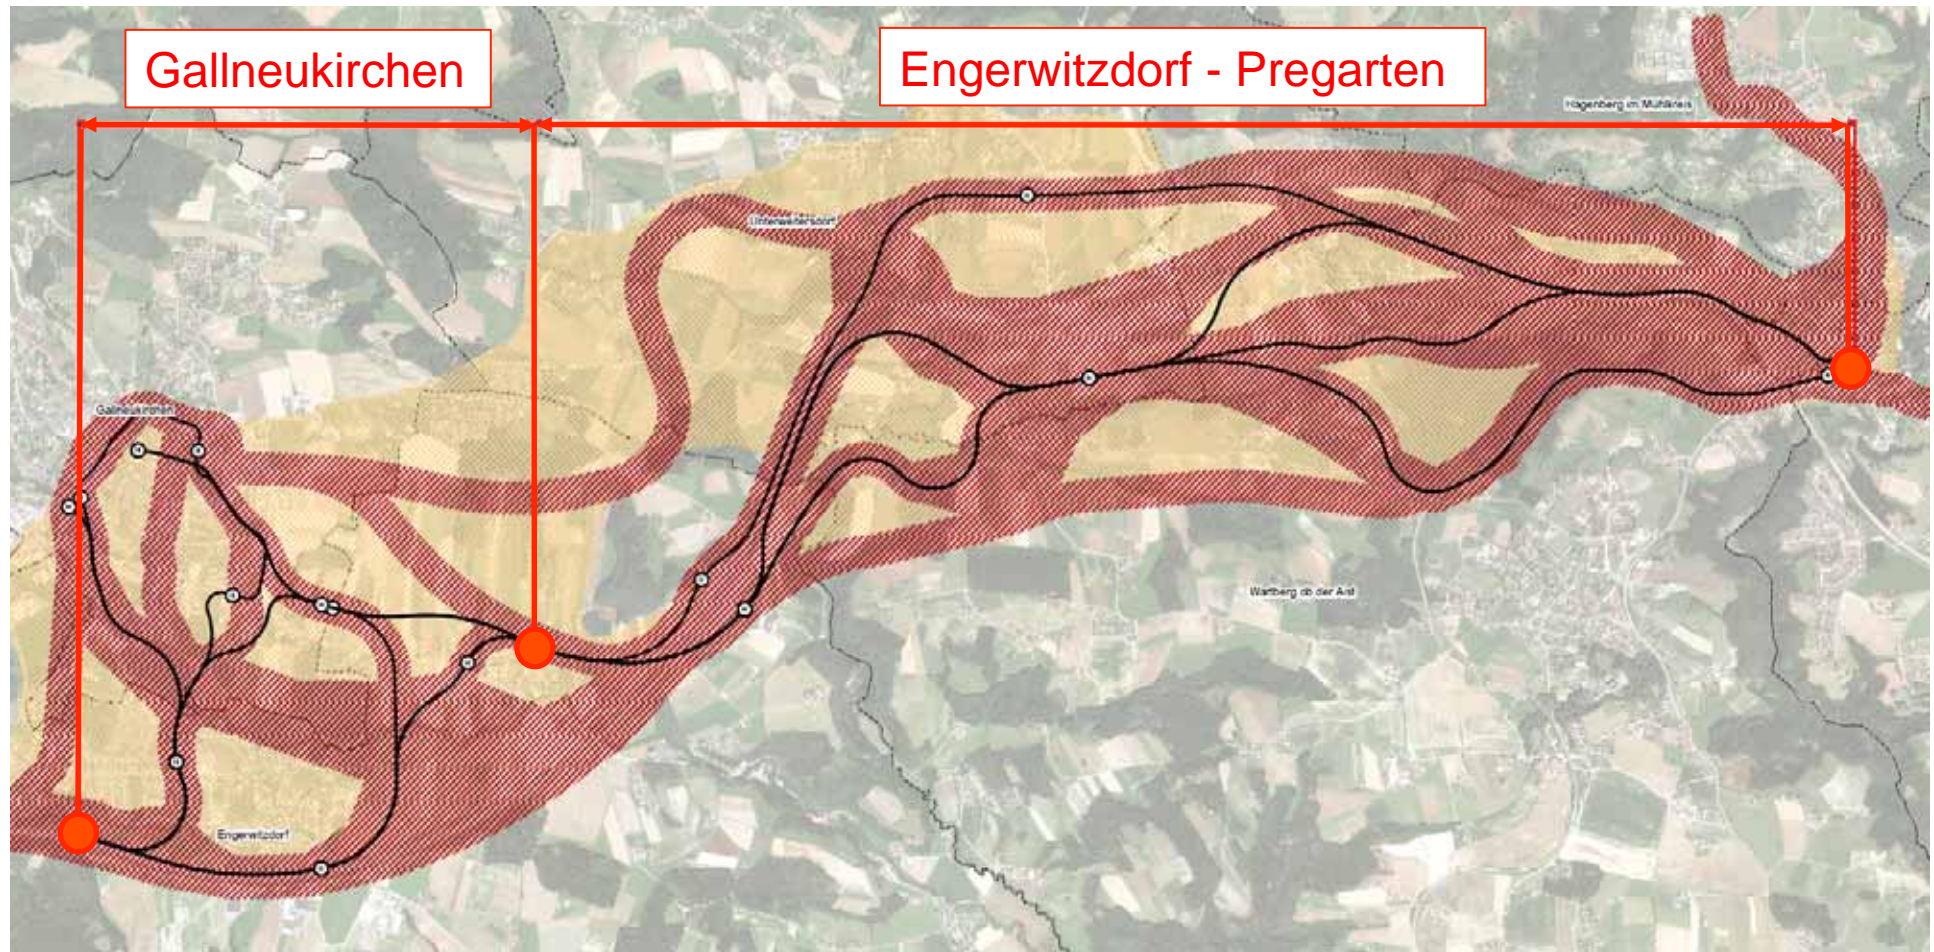 Gallneukirchen
Engerwitzdorf - Pregarten
Hagenberg im Mühlkreis
Unterweitersdorf
Gallneukirchen
Wartberg ob der Aist
Engerwitzdorf